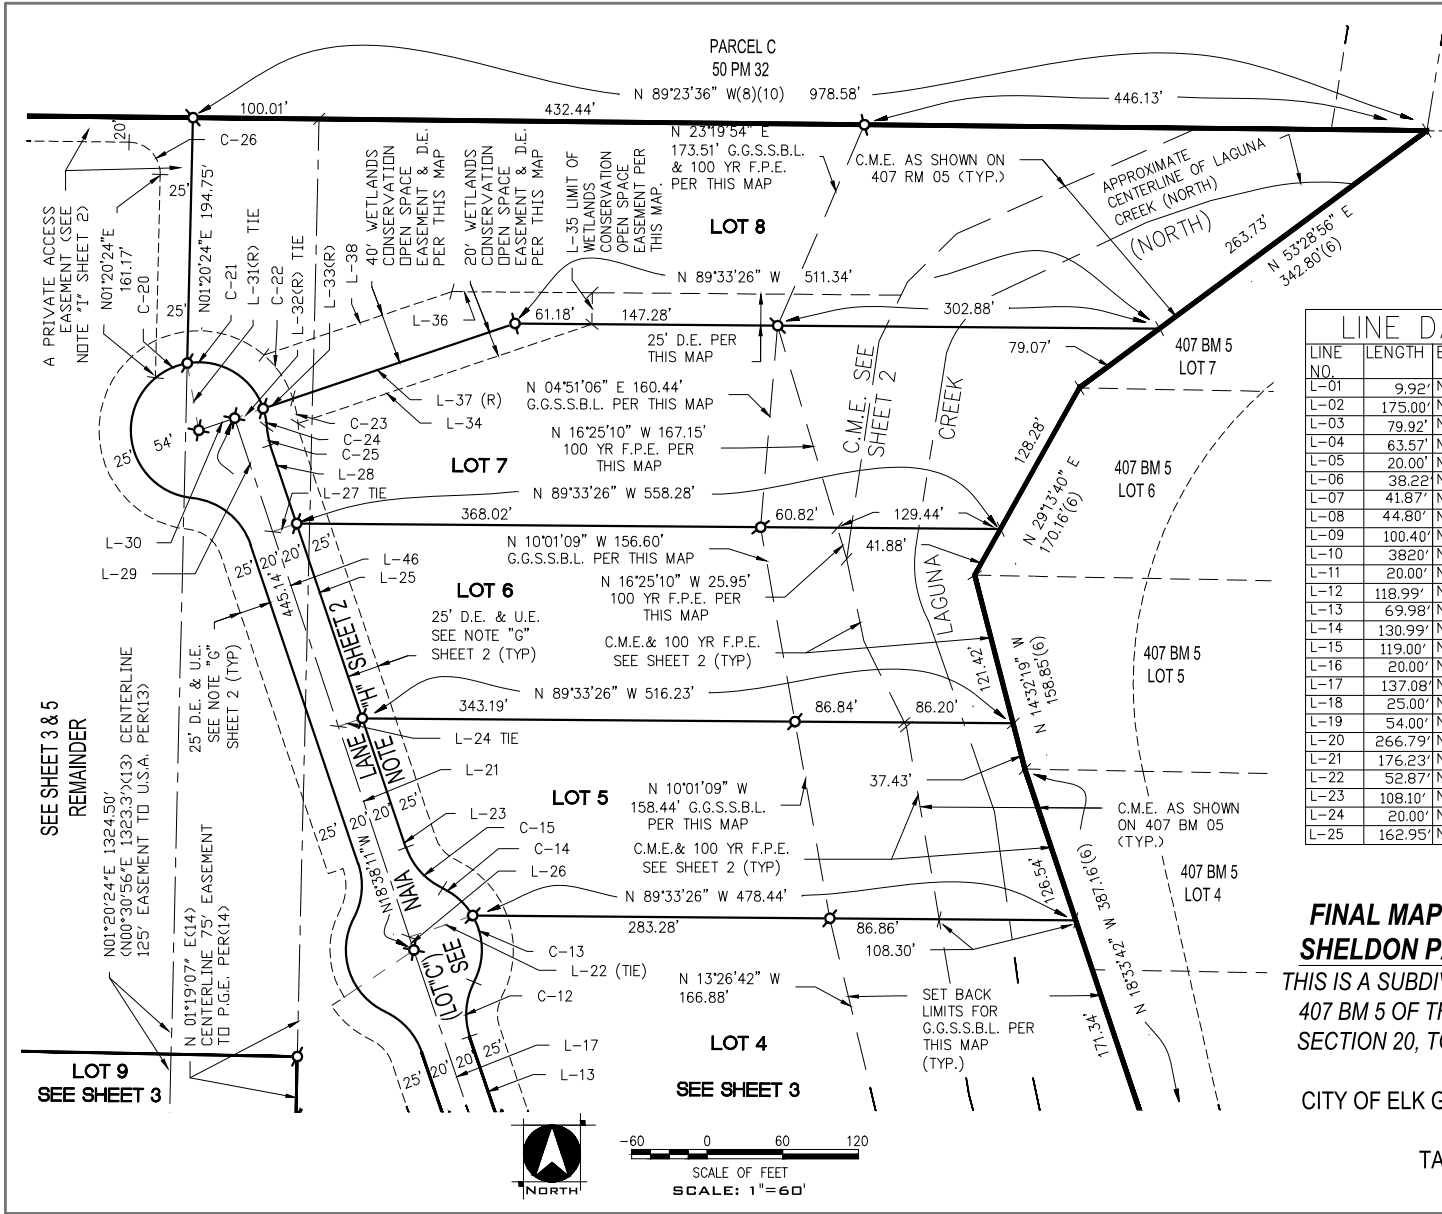 PARCEL C
50 PM 32
N 89°23'36" W(8)(10) 978.58'
100.01'
432.44'
446.13'
20'
C-26
25'
N01°20'24"E 194.75'
A PRIVATE ACCESS
EASEMENT (SEE
NOTE "I" SHEET 2)
N01°20'24"E
161.17'
C-20
25'
C-21
L-31(R) TIE
C-22
L-32(R) TIE
L-33(R)
L-38
40' WETLANDS
CONSERVATION
OPEN SPACE
EASEMENT & D.E.
PER THIS MAP
20' WETLANDS
CONSERVATION
OPEN SPACE
EASEMENT & D.E.
PER THIS MAP
L-35 LIMIT OF
WETLANDS
CONSERVATION
OPEN SPACE
EASEMENT PER
THIS MAP.
N 23°19'54" E
173.51' G.G.S.S.B.L.
& 100 YR F.P.E.
PER THIS MAP
C.M.E. AS SHOWN ON
407 RM 05 (TYP.)
APPROXIMATE
CENTERLINE OF LAGUNA
CREEK (NORTH)
(NORTH)
263.73'
N 53°28'56" E
342.80'(6)
LOT 8
N 89°33'26" W 511.34'
L-36
61.18'
147.28'
302.88'
25' D.E. PER
THIS MAP
79.07'
407 BM 5
LOT 7
C.M.E. SEE
SHEET 2
CREEK
N 04°51'06" E 160.44'
G.G.S.S.B.L. PER THIS MAP
L-37 (R)
C-23
L-34
C-24
C-25
L-28
54'
25'
N 16°25'10" W 167.15'
100 YR F.P.E. PER
THIS MAP
128.28'
LOT 7
L-27 TIE
N 89°33'26" W 558.28'
407 BM 5
LOT 6
N 29°13'40" E
170.16'(6)
368.02'
60.82'
129.44'
41.88'
L-30
L-29
25'
20'
20'
25'
445.14'
L-46
L-25
N 10°01'09" W 156.60'
G.G.S.S.B.L. PER THIS MAP
N 16°25'10" W 25.95'
100 YR F.P.E. PER
THIS MAP
LAGUNA
LOT 6
25' D.E. & U.E.
SEE NOTE "G"
SHEET 2 (TYP)
C.M.E.& 100 YR F.P.E.
SEE SHEET 2 (TYP)
121.42'
N 14°32'19" W
158.85'(6)
407 BM 5
LOT 5
25' D.E. & U.E.
SEE NOTE "G"
SHEET 2 (TYP)
"H" SHEET 2
NOTE
LANE
N 89°33'26" W 516.23'
343.19'
86.84'
86.20'
L-24 TIE
L-21
SEE SHEET 3 & 5
REMAINDER
N01°20'24"E 1324.50'
(N00°30'56"E 1323.3')(13) CENTERLINE
125' EASEMENT TO U.S.A. PER(13)
LOT 5
N 10°01'09" W
158.44' G.G.S.S.B.L.
PER THIS MAP
37.43'
25'
20'
20'
25'
L-23
C-15
C-14
L-26
C.M.E.& 100 YR F.P.E.
SEE SHEET 2 (TYP)
C.M.E. AS SHOWN
ON 407 BM 05
(TYP.)
N18°38'11"W
NAIA
126.54'
N 18°33'42" W 387.16'(6)
407 BM 5
LOT 4
N 89°33'26" W 478.44'
283.28'
86.86'
108.30'
N 01°19'07" E(14)
CENTERLINE 75' EASEMENT
TO P.G.E. PER(14)
C-13
L-22 (TIE)
C-12
(LOT"C")
SEE
N 13°26'42" W
166.88'
SET BACK
LIMITS FOR
G.G.S.S.B.L. PER
THIS MAP
(TYP.)
171.34'
LOT 4
SEE SHEET 3
L-17
L-13
25'
20'
20'
25'
LOT 9
SEE SHEET 3
NORTH
-60 0 60 120
SCALE OF FEET
SCALE: 1"=60'
LINE DA
LINE NO. LENGTH
L-01 9.92' N
L-02 175.00' N
L-03 79.92' N
L-04 63.57' N
L-05 20.00' N
L-06 38.22' N
L-07 41.87' N
L-08 44.80' N
L-09 100.40' N
L-10 3820' N
L-11 20.00' N
L-12 118.99' N
L-13 69.98' N
L-14 130.99' N
L-15 119.00' N
L-16 20.00' N
L-17 137.08' N
L-18 25.00' N
L-19 54.00' N
L-20 266.79' N
L-21 176.23' N
L-22 52.87' N
L-23 108.10' N
L-24 20.00' N
L-25 162.95' N
FINAL MAP
SHELDON PA
THIS IS A SUBDIV
407 BM 5 OF TH
SECTION 20, TO
CITY OF ELK G
TA